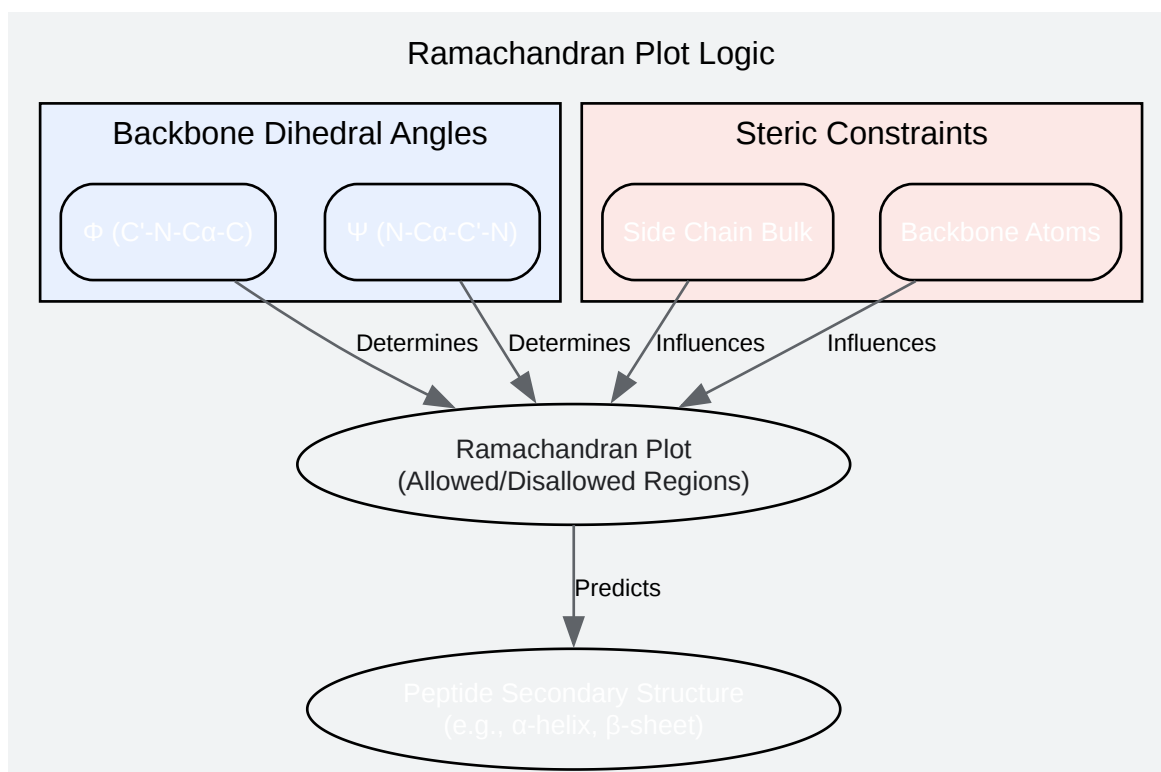 Ramachandran Plot Logic
Backbone Dihedral Angles
Steric Constraints
Φ (C'-N-Cα-C)
Ψ (N-Cα-C'-N)
Side Chain Bulk
Backbone Atoms
Determines
Determines
Influences
Influences
Ramachandran Plot
(Allowed/Disallowed Regions)
Predicts
Peptide Secondary Structure
(e.g., α-helix, β-sheet)